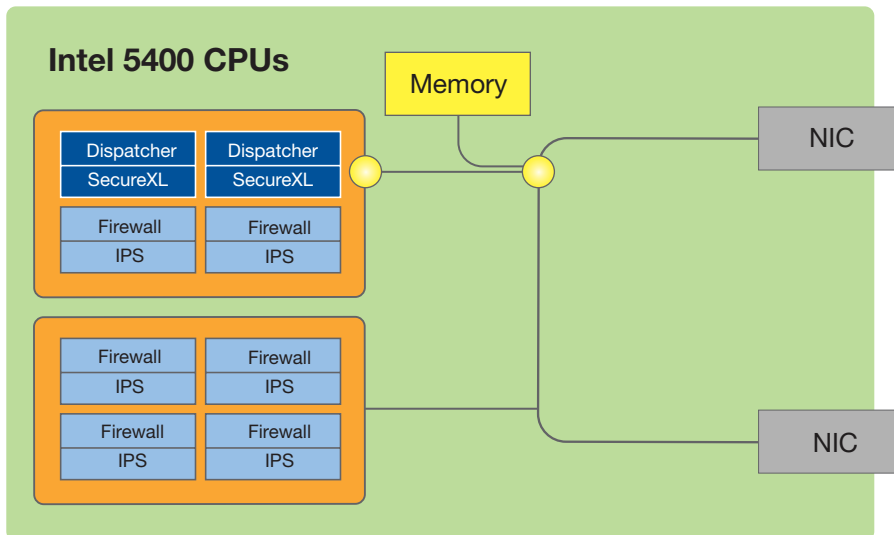 Intel 5400 CPUs
Memory
NIC
Dispatcher
SecureXL
Dispatcher
SecureXL
Firewall
IPS
Firewall
IPS
Firewall
IPS
Firewall
IPS
Firewall
IPS
Firewall
IPS
NIC